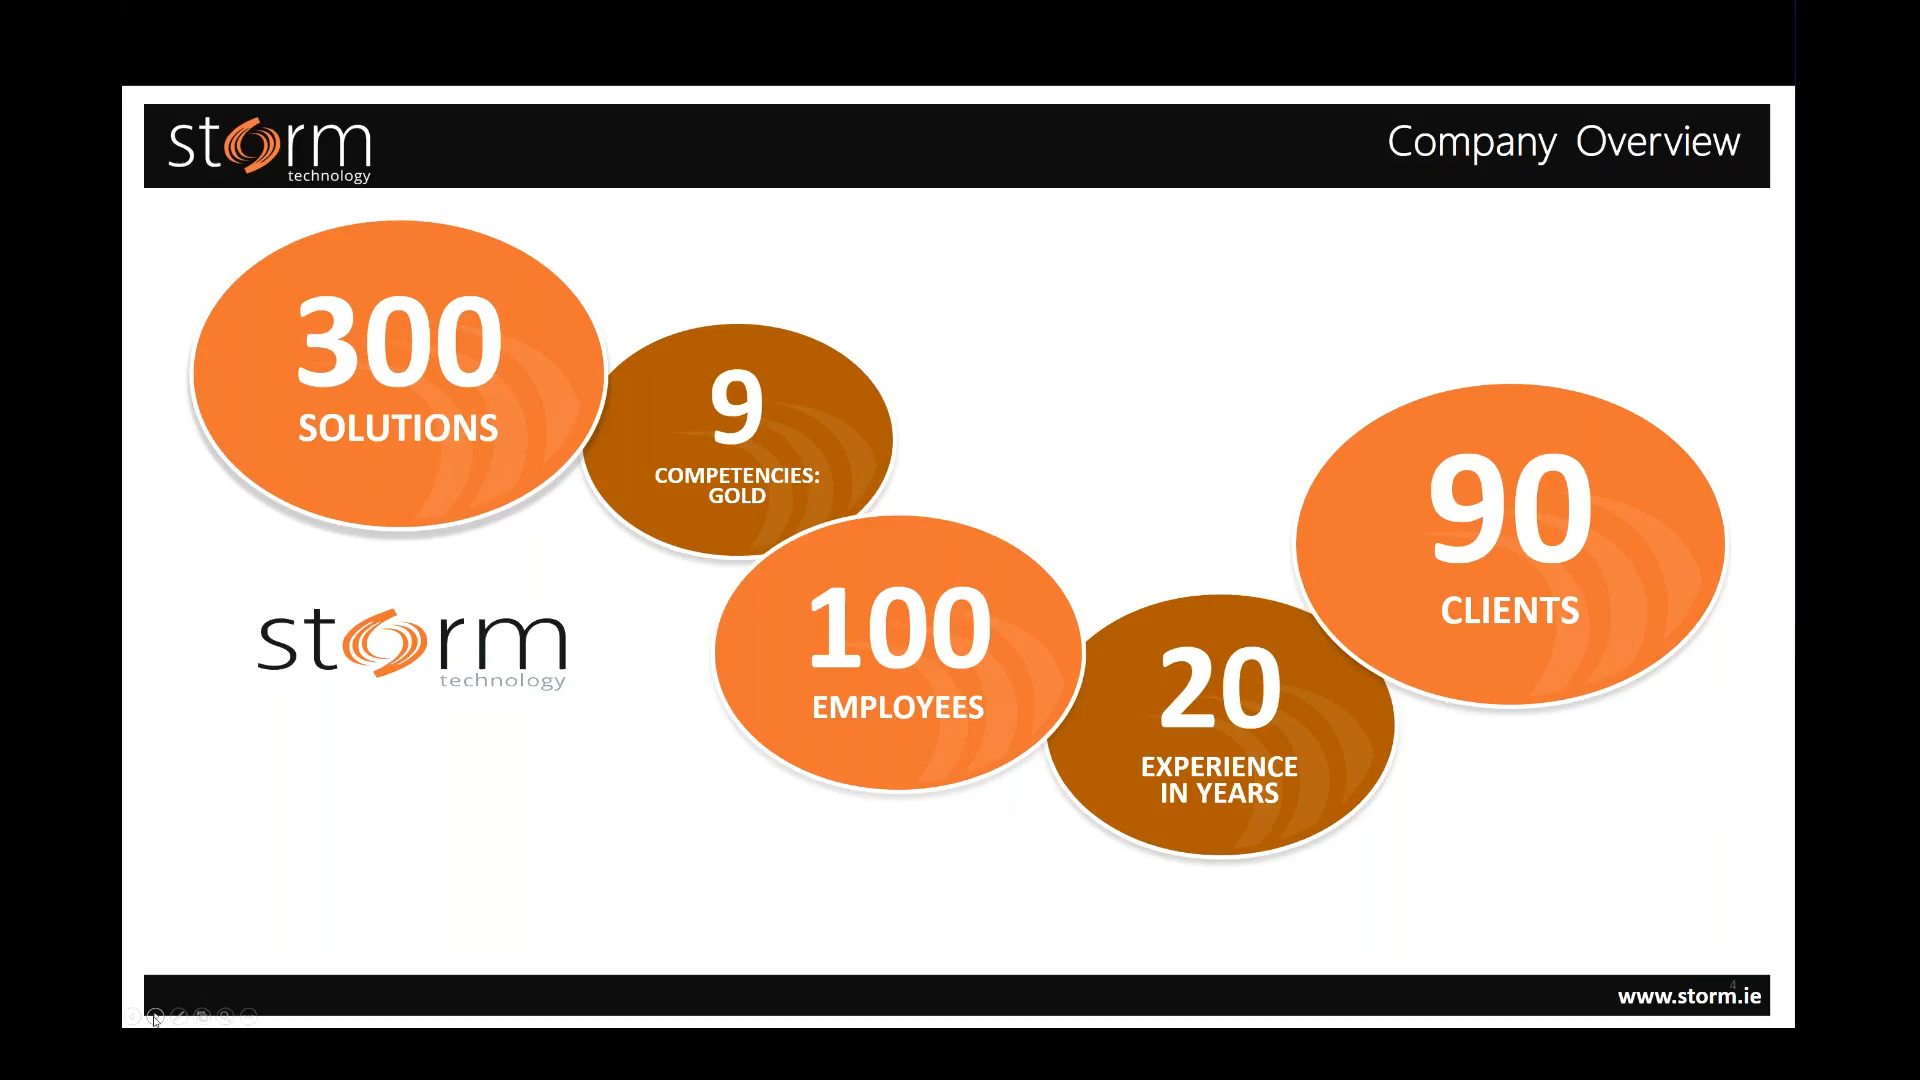 storm
technology
Company Overview
300
SOLUTIONS
9
COMPETENCIES:
GOLD
100
EMPLOYEES
20
EXPERIENCE
IN YEARS
90
CLIENTS
storm
technology
4
www.storm.ie